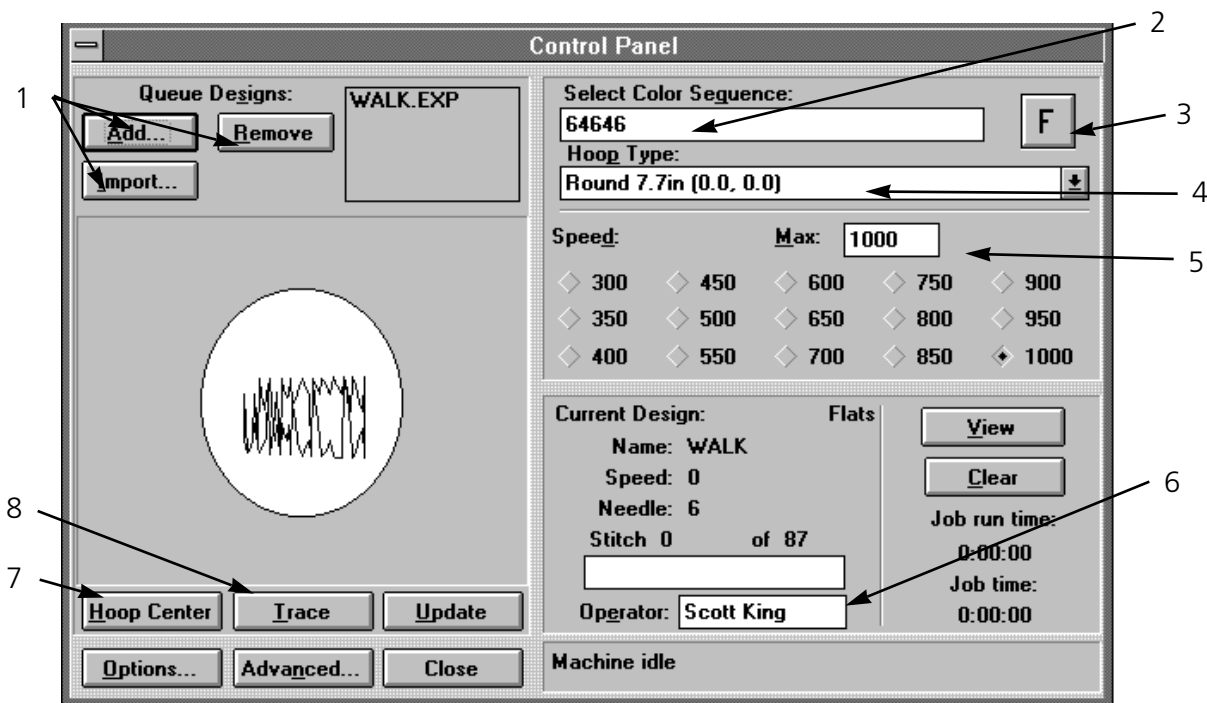 Control Panel
1
2
3
4
5
6
7
8
Queue Designs:
Add...
Remove
Import...
WALK.EXP
Select Color Sequence:
64646
F
Hoop Type:
Round 7.7in (0.0, 0.0)
Speed:
Max: 1000
300 450 600 750 900
350 500 650 800 950
400 550 700 850 1000
Current Design: Flats
Name: WALK
Speed: 0
Needle: 6
Stitch 0 of 87
Operator: Scott King
View
Clear
Job run time:
0:00:00
Job time:
0:00:00
Hoop Center
Trace
Update
Options...
Advanced...
Close
Machine idle